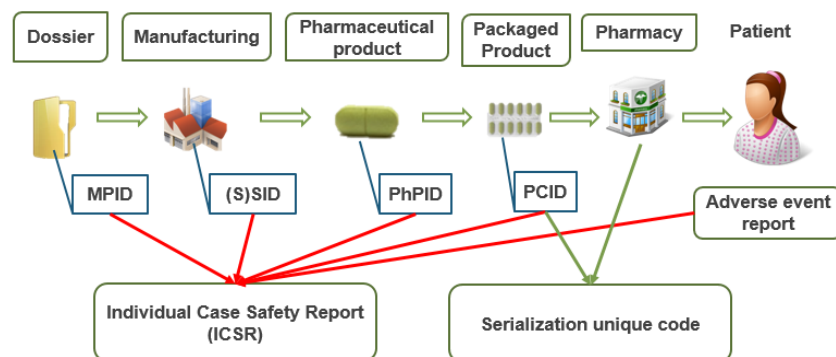 Dossier
Manufacturing
Pharmaceutical
product
Packaged
Product
Pharmacy
Patient
MPID
(S)SID
PhPID
PCID
Adverse event
report
Individual Case Safety Report
(ICSR)
Serialization unique code